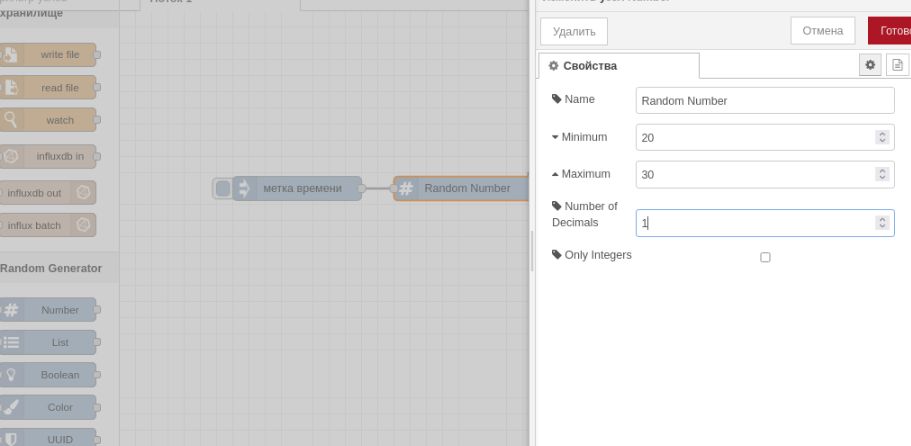 хранилище
write file
read file
watch
influxdb in
influxdb out
influx batch
Random Generator
Number
List
Boolean
Color
UUID
метка времени
Random Number
Удалить
Отмена
Готово
Свойства
Name
Random Number
Minimum
20
Maximum
30
Number of
Decimals
1
Only Integers